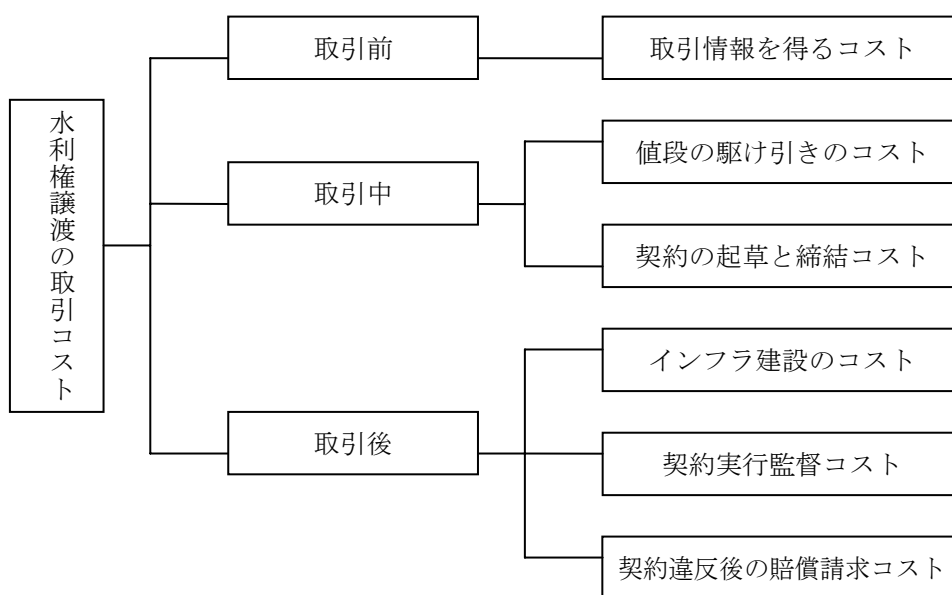 水利権譲渡の取引コスト
取引前
取引情報を得るコスト
取引中
値段の駆け引きのコスト
契約の起草と締結コスト
取引後
インフラ建設のコスト
契約実行監督コスト
契約違反後の賠償請求コスト